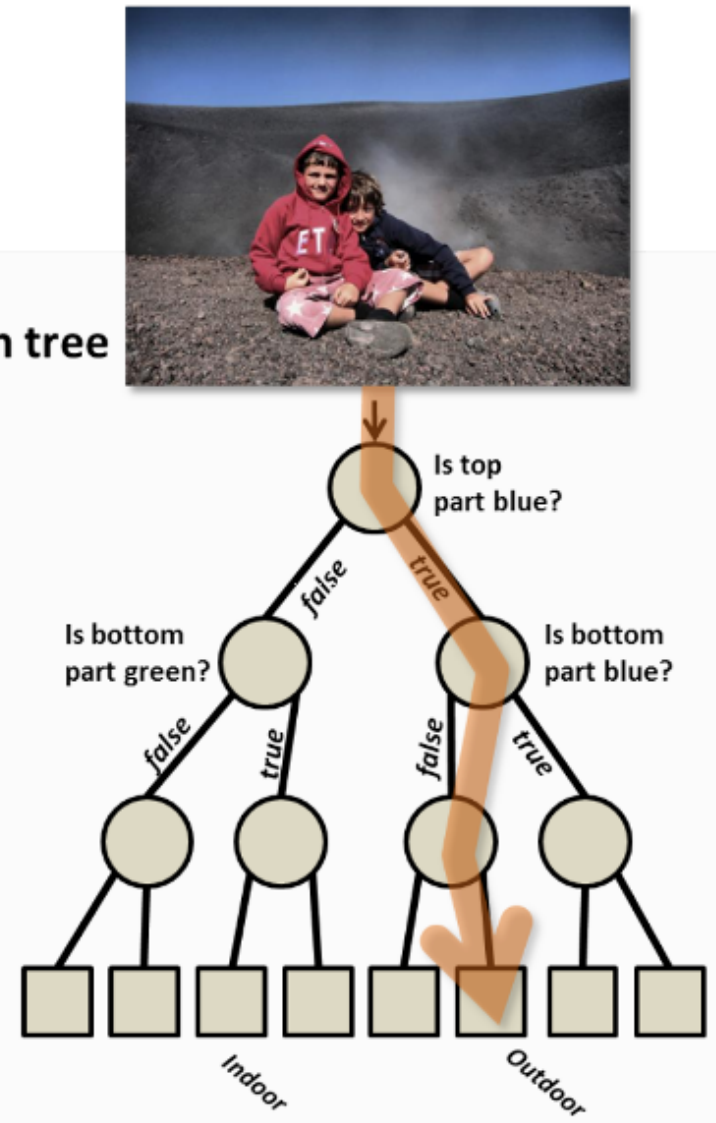 ET
n tree
Is top
part blue?
false
true
Is bottom
part green?
Is bottom
part blue?
false
true
false
true
Indoor
Outdoor